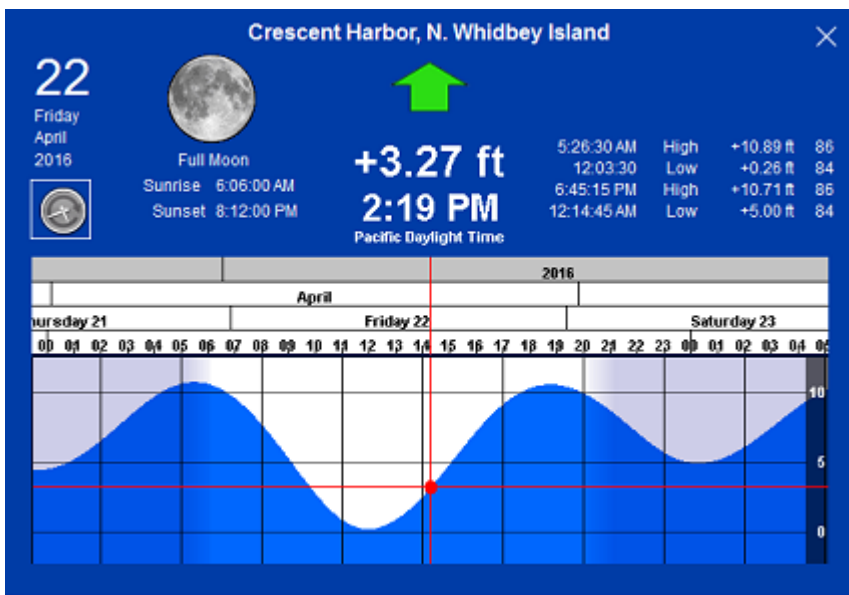 Crescent Harbor, N. Whidbey Island
22
Friday
April
2016
Full Moon
Sunrise 6:06:00 AM
Sunset 8:12:00 PM
+3.27 ft
2:19 PM
Pacific Daylight Time
5:26:30 AM High +10.89 ft 86
12:03:30 Low +0.26 ft 84
6:45:15 PM High +10.71 ft 86
12:14:45 AM Low +5.00 ft 84
2016
April
ursday 21 Friday 22 Saturday 23
00 01 02 03 04 05 06 07 08 09 10 11 12 13 14 15 16 17 18 19 20 21 22 23 00 01 02 03 04 05
10
5
0